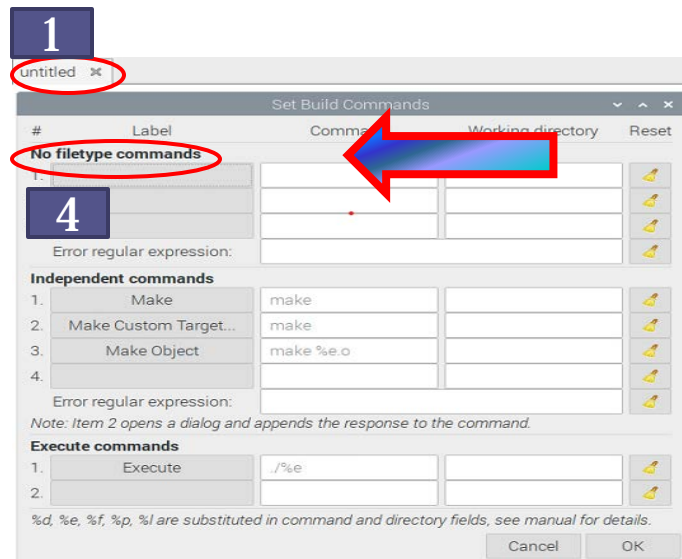 1
untitled ✖
Set Build Commands
# Label Comma Working directory Reset
No filetype commands
1.
4
Error regular expression:
Independent commands
1. Make make
2. Make Custom Target... make
3. Make Object make %e.o
4.
Error regular expression:
Note: Item 2 opens a dialog and appends the response to the command.
Execute commands
1. Execute ./%e
2.
%d, %e, %f, %p, %l are substituted in command and directory fields, see manual for details.
Cancel OK